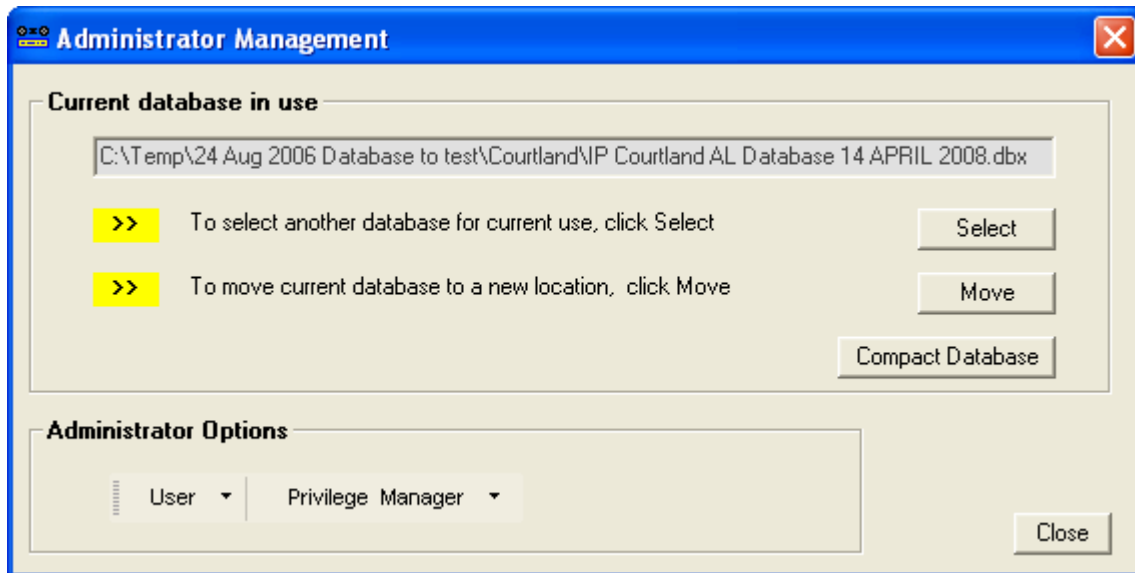 Administrator Management
Current database in use
C:\Temp\24 Aug 2006 Database to test\Courtland\IP Courtland AL Database 14 APRIL 2008.dbx
>> To select another database for current use, click Select Select
>> To move current database to a new location, click Move Move
Compact Database
Administrator Options
User Privilege Manager
Close